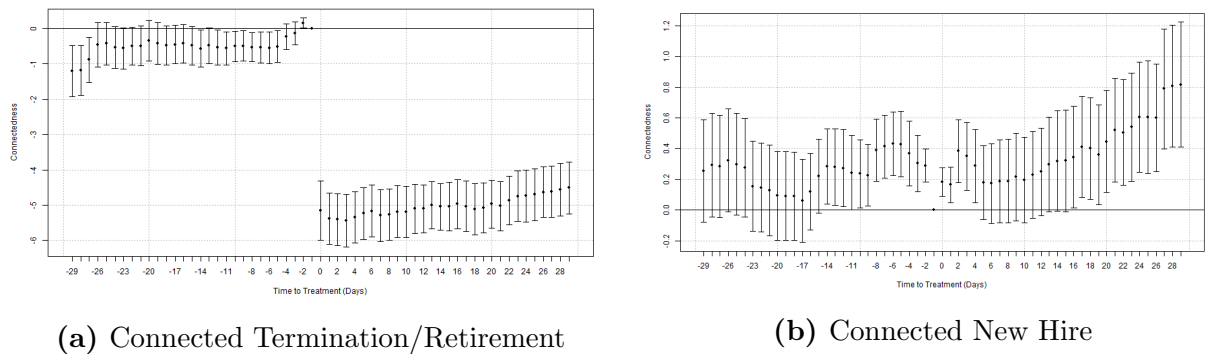 0
-1
-2
-3
-4
-5
-6
Connectedness
-29 -26 -23 -20 -17 -14 -11 -8 -6 -4 -2 0 2 4 6 8 10 12 14 16 18 20 22 24 26 28
Time to Treatment (Days)
(a) Connected Termination/Retirement
1.2
1.0
0.8
0.6
0.4
0.2
0.0
-0.2
Connectedness
-29 -26 -23 -20 -17 -14 -11 -8 -6 -4 -2 0 2 4 6 8 10 12 14 16 18 20 22 24 26 28
Time to Treatment (Days)
(b) Connected New Hire